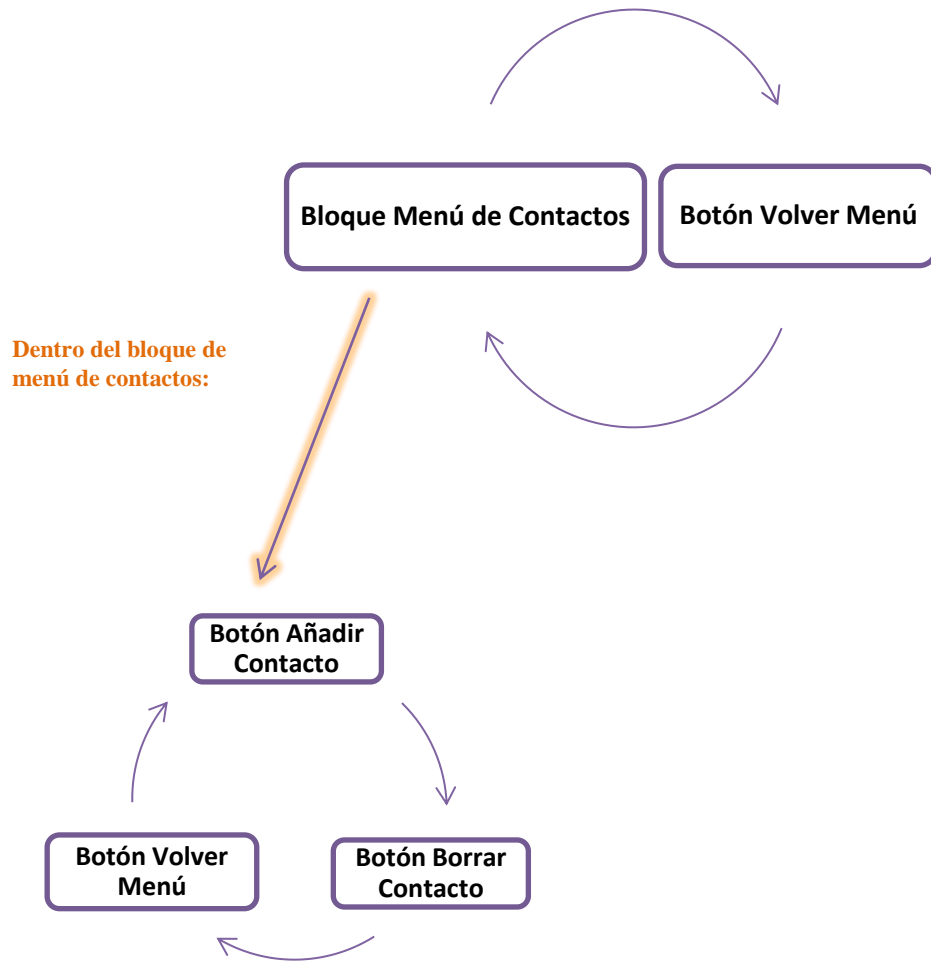 Bloque Menú de Contactos
Botón Volver Menú
Dentro del bloque de
menú de contactos:
Botón Añadir
Contacto
Botón Volver
Menú
Botón Borrar
Contacto